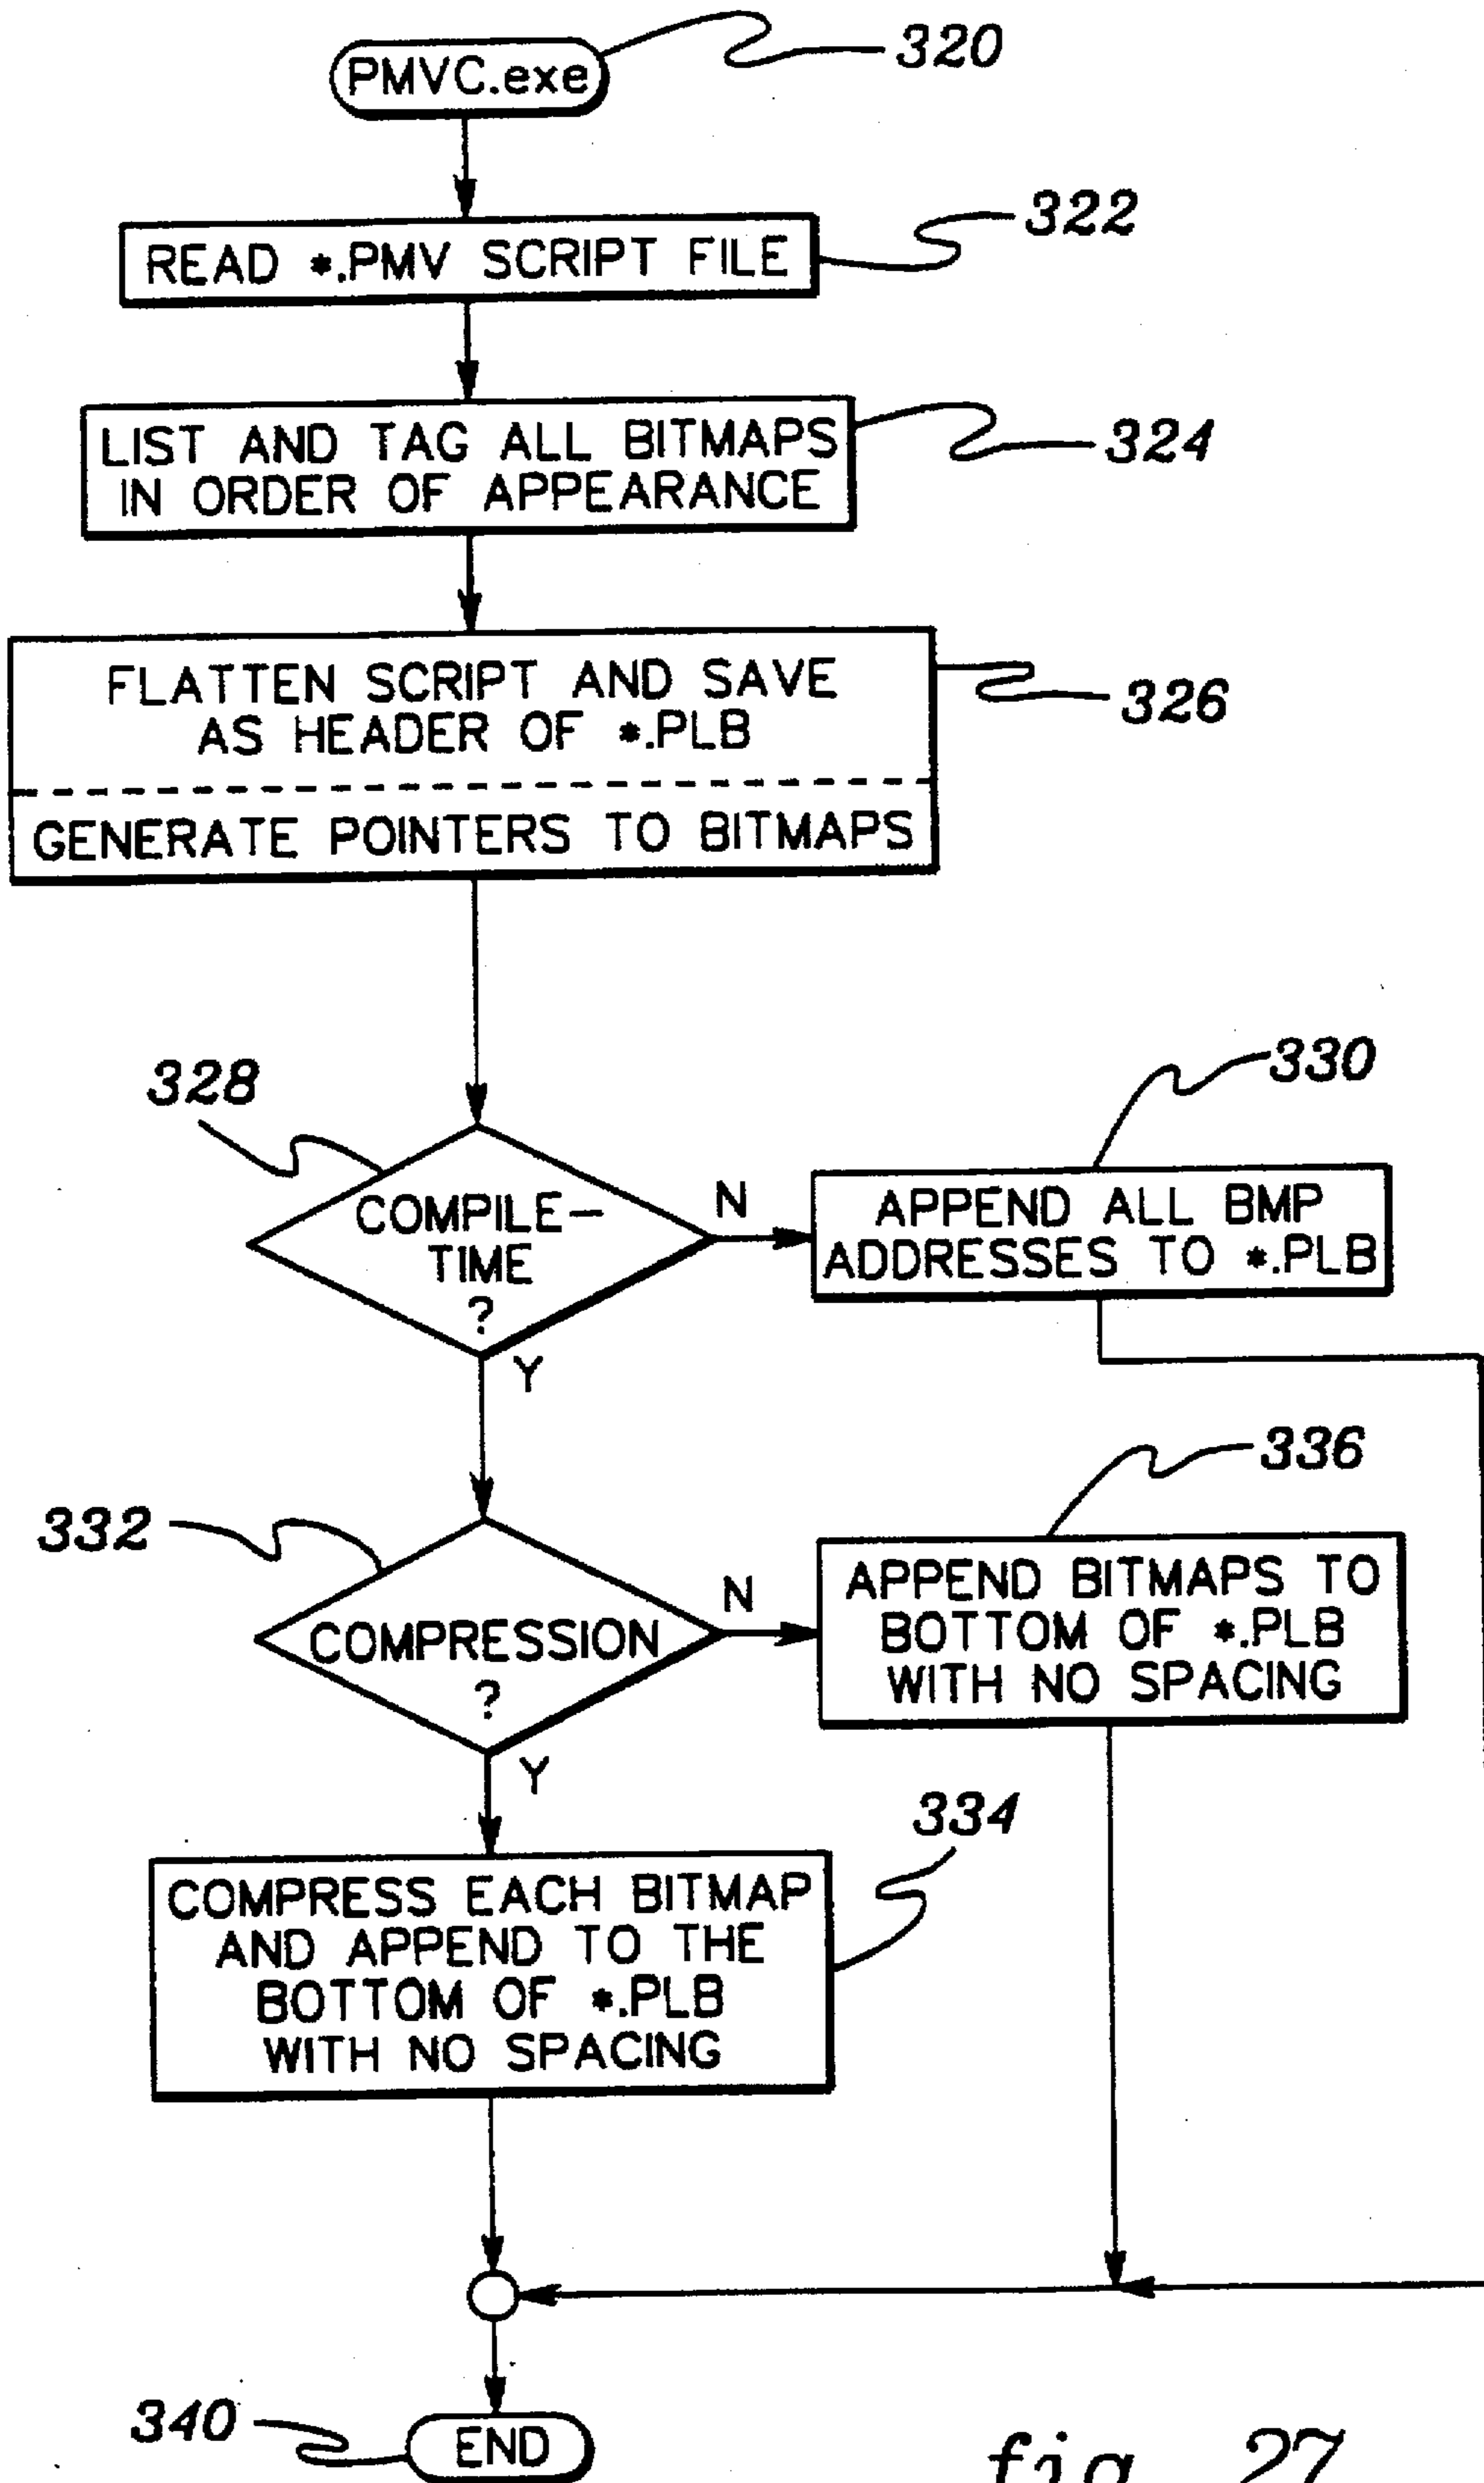 PMVC.exe
320
READ *.PMV SCRIPT FILE
322
LIST AND TAG ALL BITMAPS
IN ORDER OF APPEARANCE
324
FLATTEN SCRIPT AND SAVE
AS HEADER OF *.PLB
GENERATE POINTERS TO BITMAPS
326
328
COMPILE-
TIME
?
N
Y
330
APPEND ALL BMP
ADDRESSES TO *.PLB
332
COMPRESSION
?
N
Y
336
APPEND BITMAPS TO
BOTTOM OF *.PLB
WITH NO SPACING
334
COMPRESS EACH BITMAP
AND APPEND TO THE
BOTTOM OF *.PLB
WITH NO SPACING
340
END
fig. 27